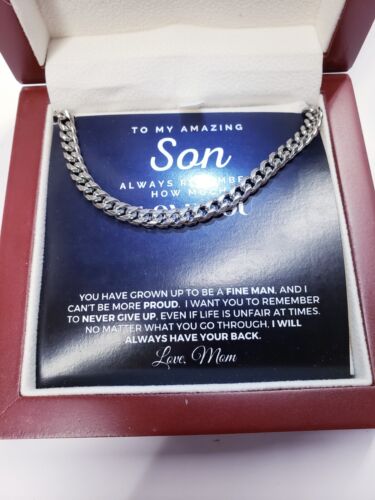 TO MY AMAZING
Son
ALWAYS
HOW MUCH
YOU HAVE GROWN UP TO BE A FINE MAN, AND I
CAN'T BE MORE PROUD. I WANT YOU TO REMEMBER
TO NEVER GIVE UP, EVEN IF LIFE IS UNFAIR AT TIMES.
NO MATTER WHAT YOU GO THROUGH, I WILL
ALWAYS HAVE YOUR BACK.
Love, Mom